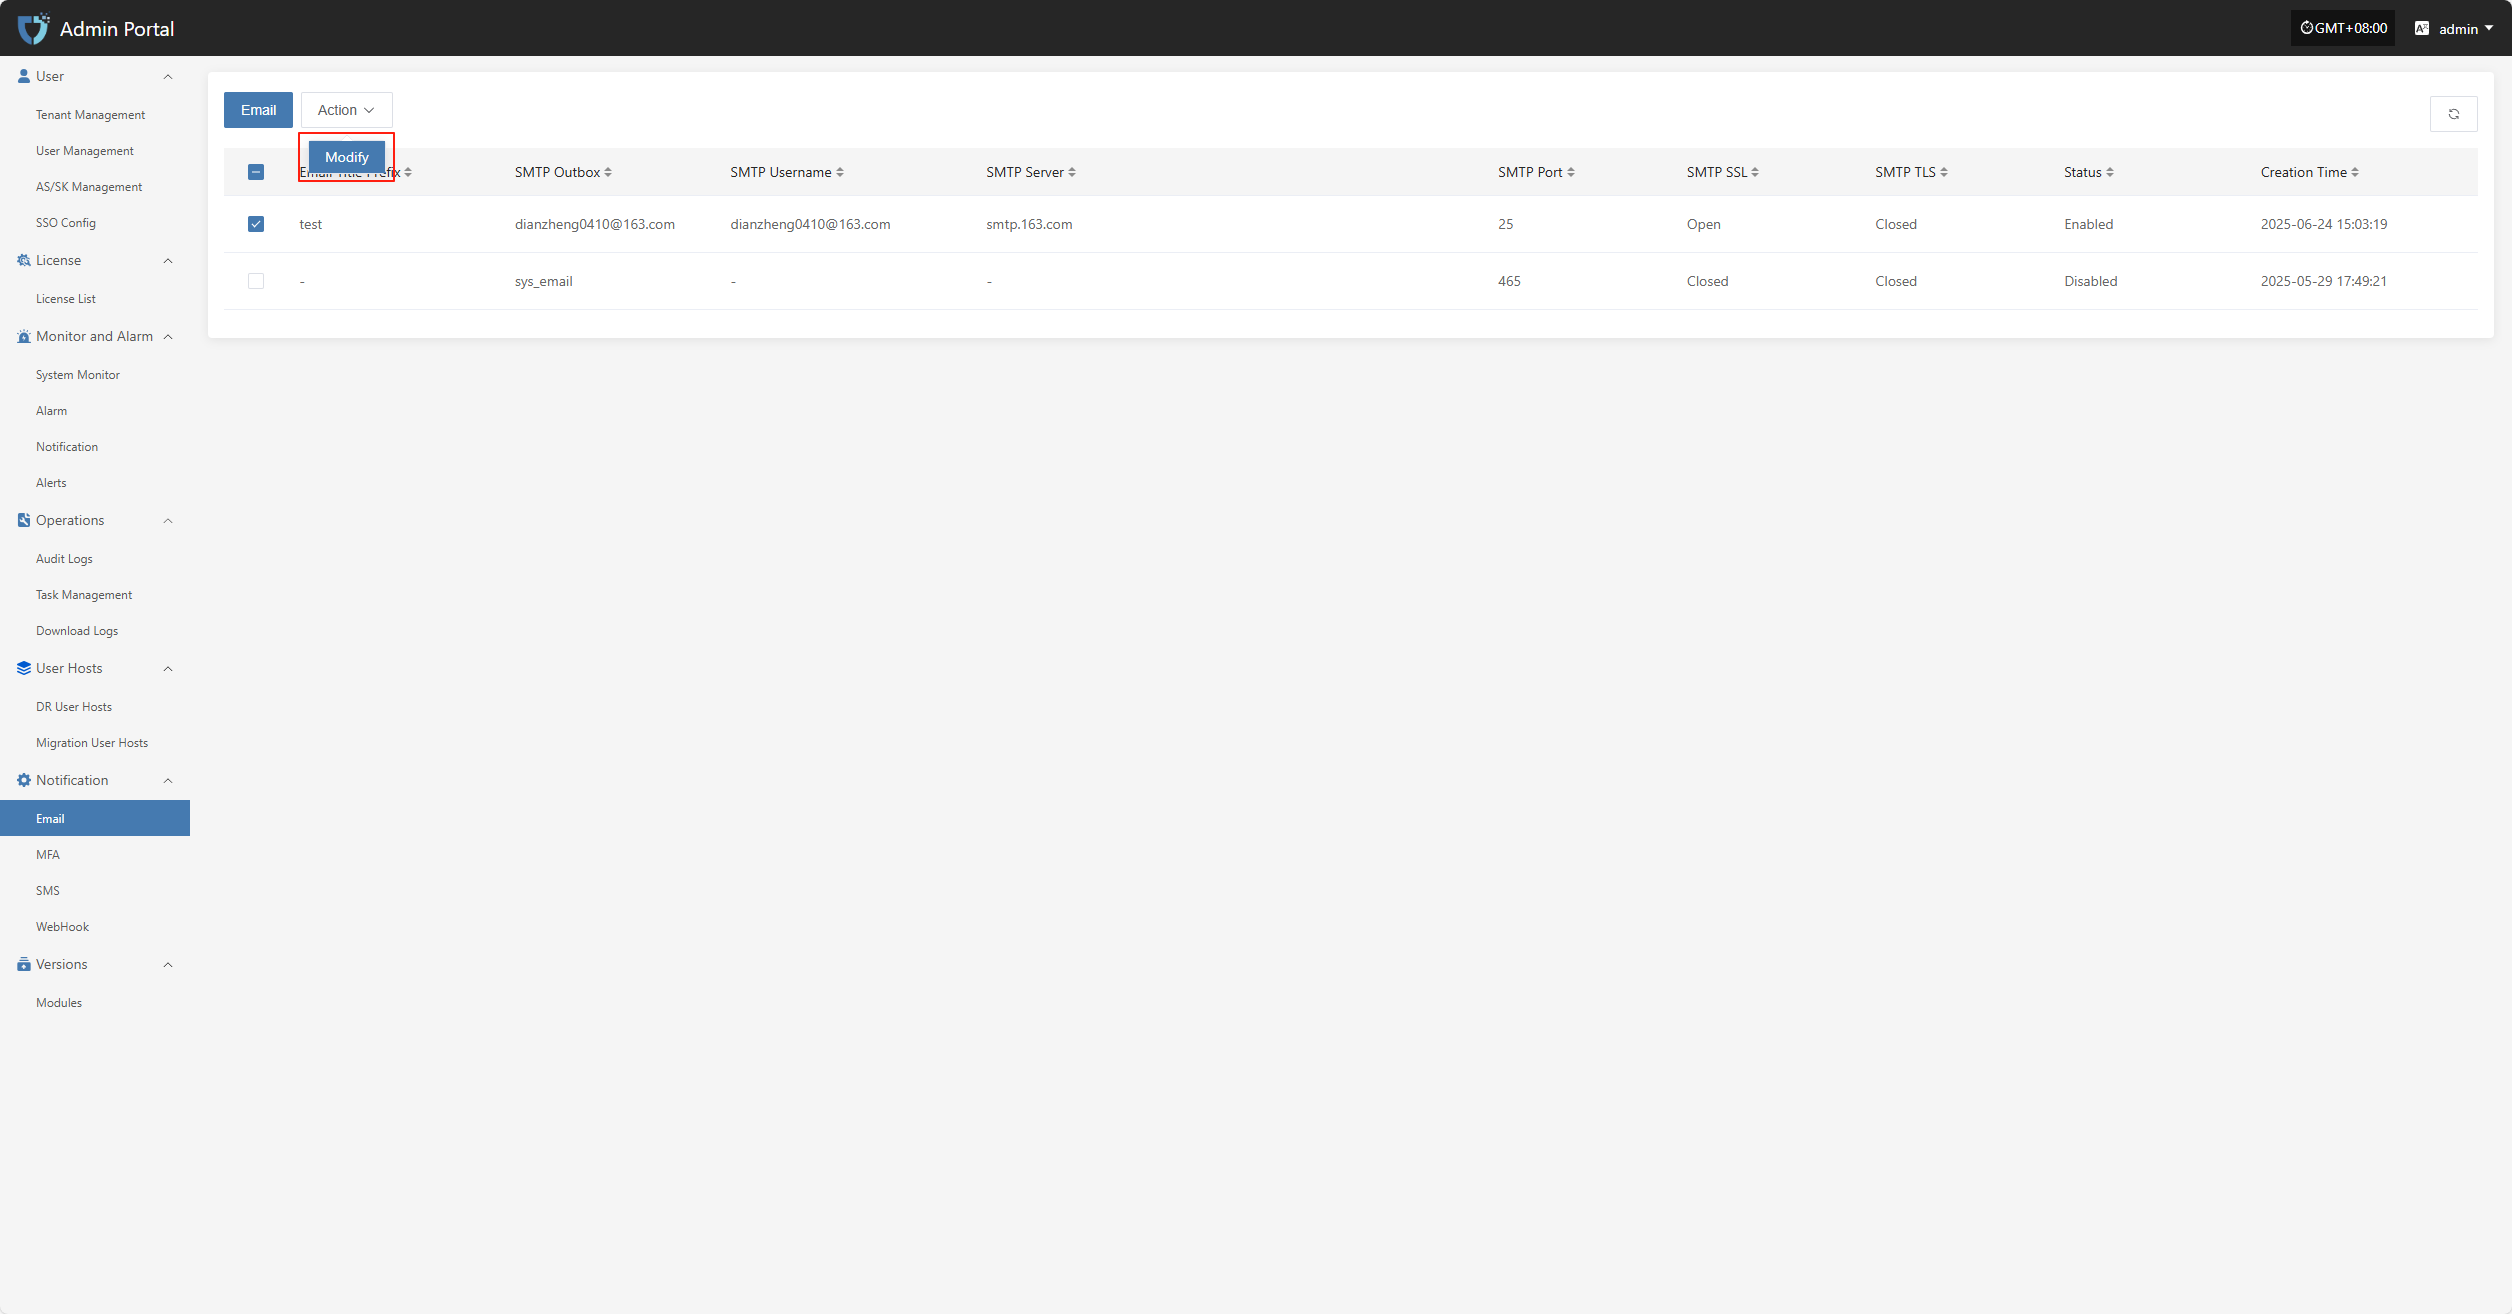 Admin Portal
GMT+08:00
admin
User
Tenant Management
User Management
AS/SK Management
SSO Config
License
License List
Monitor and Alarm
System Monitor
Alarm
Notification
Alerts
Operations
Audit Logs
Task Management
Download Logs
User Hosts
DR User Hosts
Migration User Hosts
Notification
Email
MFA
SMS
WebHook
Versions
Modules
Email
Action
Modify
Email Title Prefix SMTP Outbox SMTP Username SMTP Server SMTP Port SMTP SSL SMTP TLS Status Creation Time
test dianzheng0410@163.com dianzheng0410@163.com smtp.163.com 25 Open Closed Enabled 2025-06-24 15:03:19
- sys_email - - 465 Closed Closed Disabled 2025-05-29 17:49:21